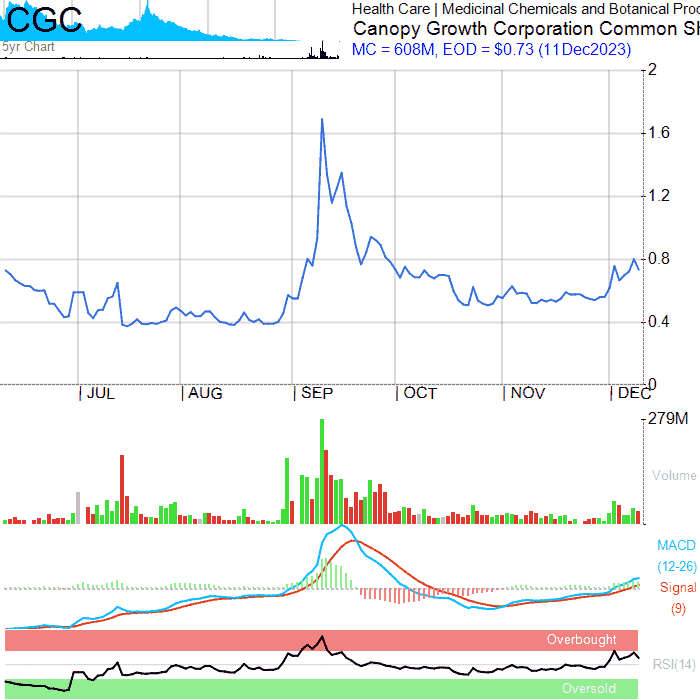 CGC
5yr Chart
Health Care | Medicinal Chemicals and Botanical Proc
Canopy Growth Corporation Common Sh
MC = 608M, EOD = $0.73 (11Dec2023)
2
1.6
1.2
0.8
0.4
0
| JUL | AUG | SEP | OCT | NOV | DEC
279M
Volume
MACD
(12-26)
Signal
(9)
Overbought
RSI(14)
Oversold